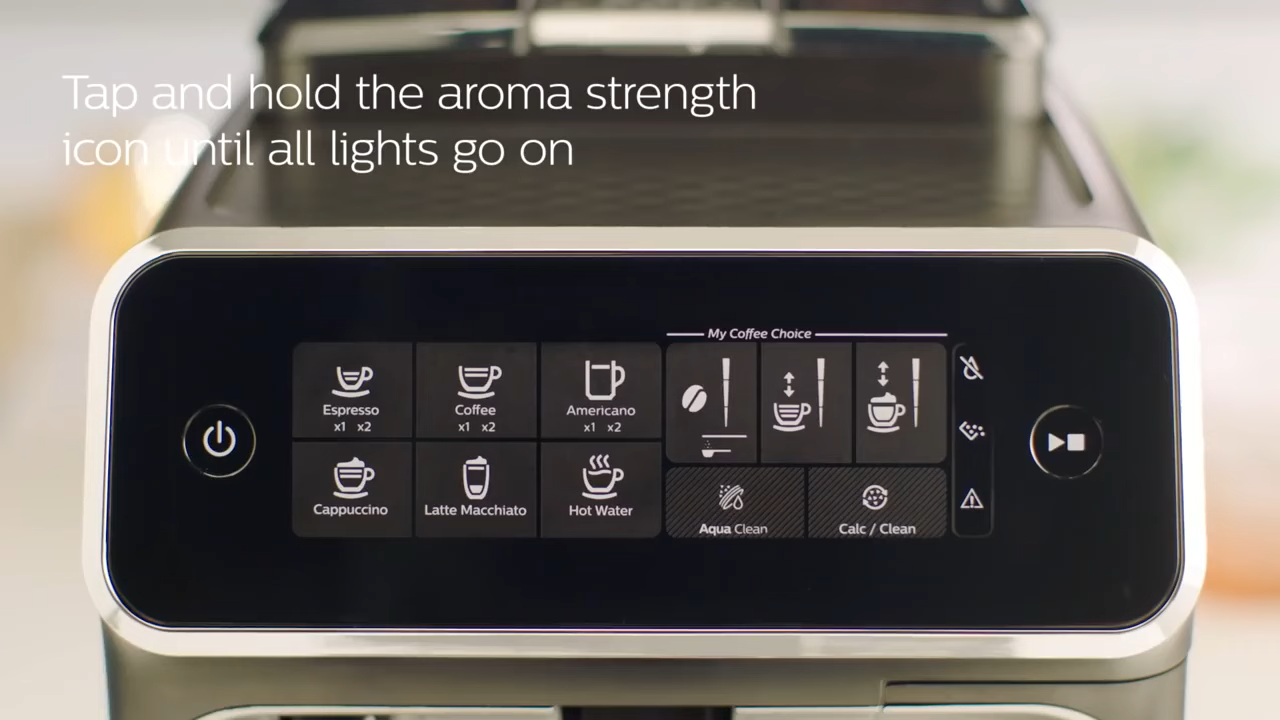 Tap and hold the aroma strength
icon until all lights go on
My Coffee Choice
Espresso
x1 x2
Coffee
x1 x2
Americano
x1 x2
Cappuccino
Latte Macchiato
Hot Water
Aqua Clean
Calc / Clean